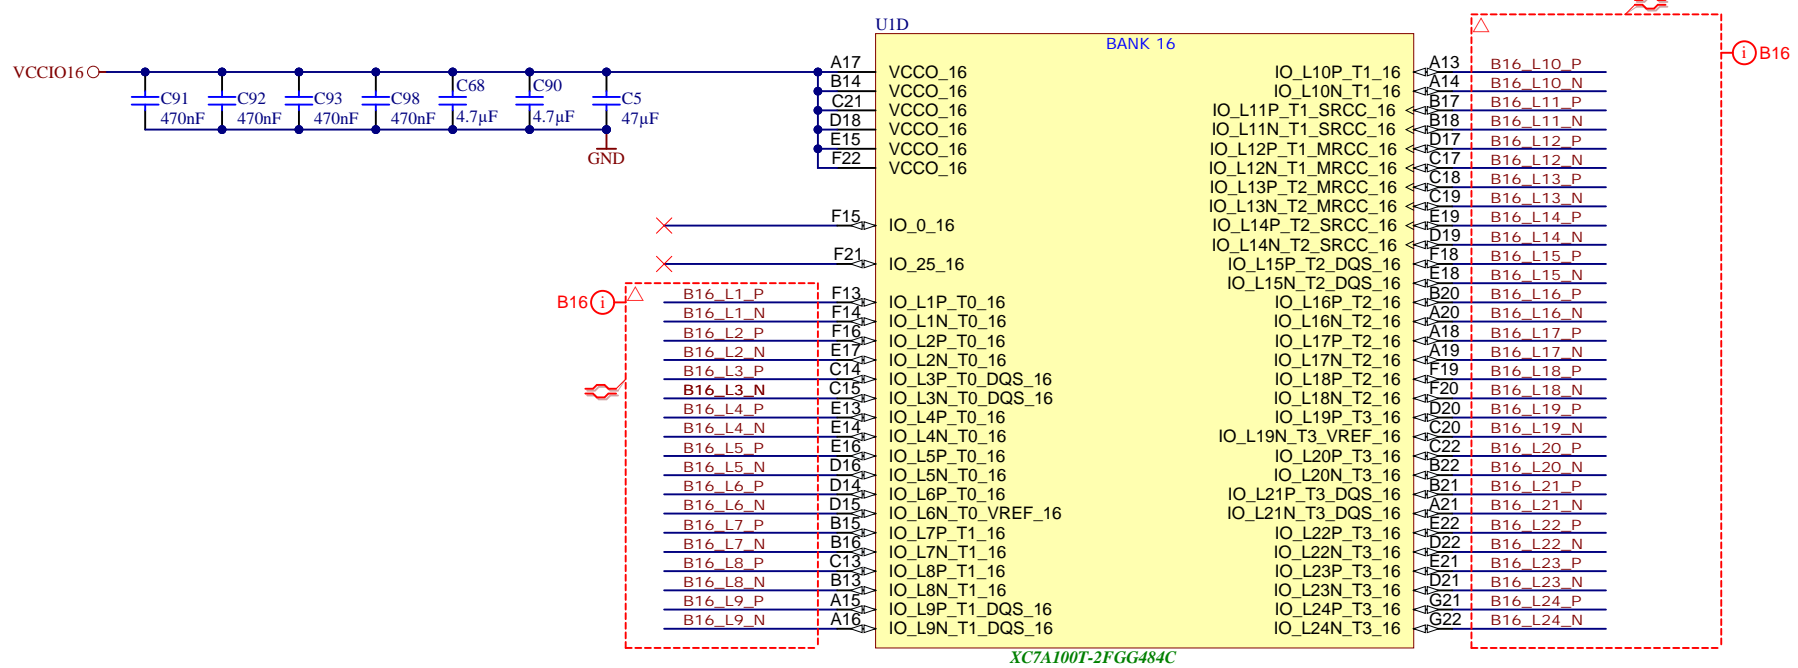 U1D
BANK 16
VCCIO16
C91
470nF
C92
470nF
C93
470nF
C98
470nF
C68
4.7µF
C90
4.7µF
C5
47µF
GND
A17 VCCO_16
B14 VCCO_16
C21 VCCO_16
D18 VCCO_16
E15 VCCO_16
F22 VCCO_16
F15 IO_0_16
F21 IO_25_16
B16 i
B16_L1_P F13 IO_L1P_T0_16
B16_L1_N F14 IO_L1N_T0_16
B16_L2_P F16 IO_L2P_T0_16
B16_L2_N E17 IO_L2N_T0_16
B16_L3_P C14 IO_L3P_T0_DQS_16
B16_L3_N C15 IO_L3N_T0_DQS_16
B16_L4_P E13 IO_L4P_T0_16
B16_L4_N E14 IO_L4N_T0_16
B16_L5_P E16 IO_L5P_T0_16
B16_L5_N D16 IO_L5N_T0_16
B16_L6_P D14 IO_L6P_T0_16
B16_L6_N D15 IO_L6N_T0_VREF_16
B16_L7_P B15 IO_L7P_T1_16
B16_L7_N B16 IO_L7N_T1_16
B16_L8_P C13 IO_L8P_T1_16
B16_L8_N B13 IO_L8N_T1_16
B16_L9_P A15 IO_L9P_T1_DQS_16
B16_L9_N A16 IO_L9N_T1_DQS_16
IO_L10P_T1_16 A13 B16_L10_P
IO_L10N_T1_16 A14 B16_L10_N
IO_L11P_T1_SRCC_16 B17 B16_L11_P
IO_L11N_T1_SRCC_16 B18 B16_L11_N
IO_L12P_T1_MRCC_16 D17 B16_L12_P
IO_L12N_T1_MRCC_16 C17 B16_L12_N
IO_L13P_T2_MRCC_16 C18 B16_L13_P
IO_L13N_T2_MRCC_16 C19 B16_L13_N
IO_L14P_T2_SRCC_16 E19 B16_L14_P
IO_L14N_T2_SRCC_16 D19 B16_L14_N
IO_L15P_T2_DQS_16 F18 B16_L15_P
IO_L15N_T2_DQS_16 E18 B16_L15_N
IO_L16P_T2_16 B20 B16_L16_P
IO_L16N_T2_16 A20 B16_L16_N
IO_L17P_T2_16 A18 B16_L17_P
IO_L17N_T2_16 A19 B16_L17_N
IO_L18P_T2_16 F19 B16_L18_P
IO_L18N_T2_16 F20 B16_L18_N
IO_L19P_T3_16 D20 B16_L19_P
IO_L19N_T3_VREF_16 C20 B16_L19_N
IO_L20P_T3_16 C22 B16_L20_P
IO_L20N_T3_16 B22 B16_L20_N
IO_L21P_T3_DQS_16 B21 B16_L21_P
IO_L21N_T3_DQS_16 A21 B16_L21_N
IO_L22P_T3_16 E22 B16_L22_P
IO_L22N_T3_16 D22 B16_L22_N
IO_L23P_T3_16 E21 B16_L23_P
IO_L23N_T3_16 D21 B16_L23_N
IO_L24P_T3_16 G21 B16_L24_P
IO_L24N_T3_16 G22 B16_L24_N
i B16
XC7A100T-2FGG484C